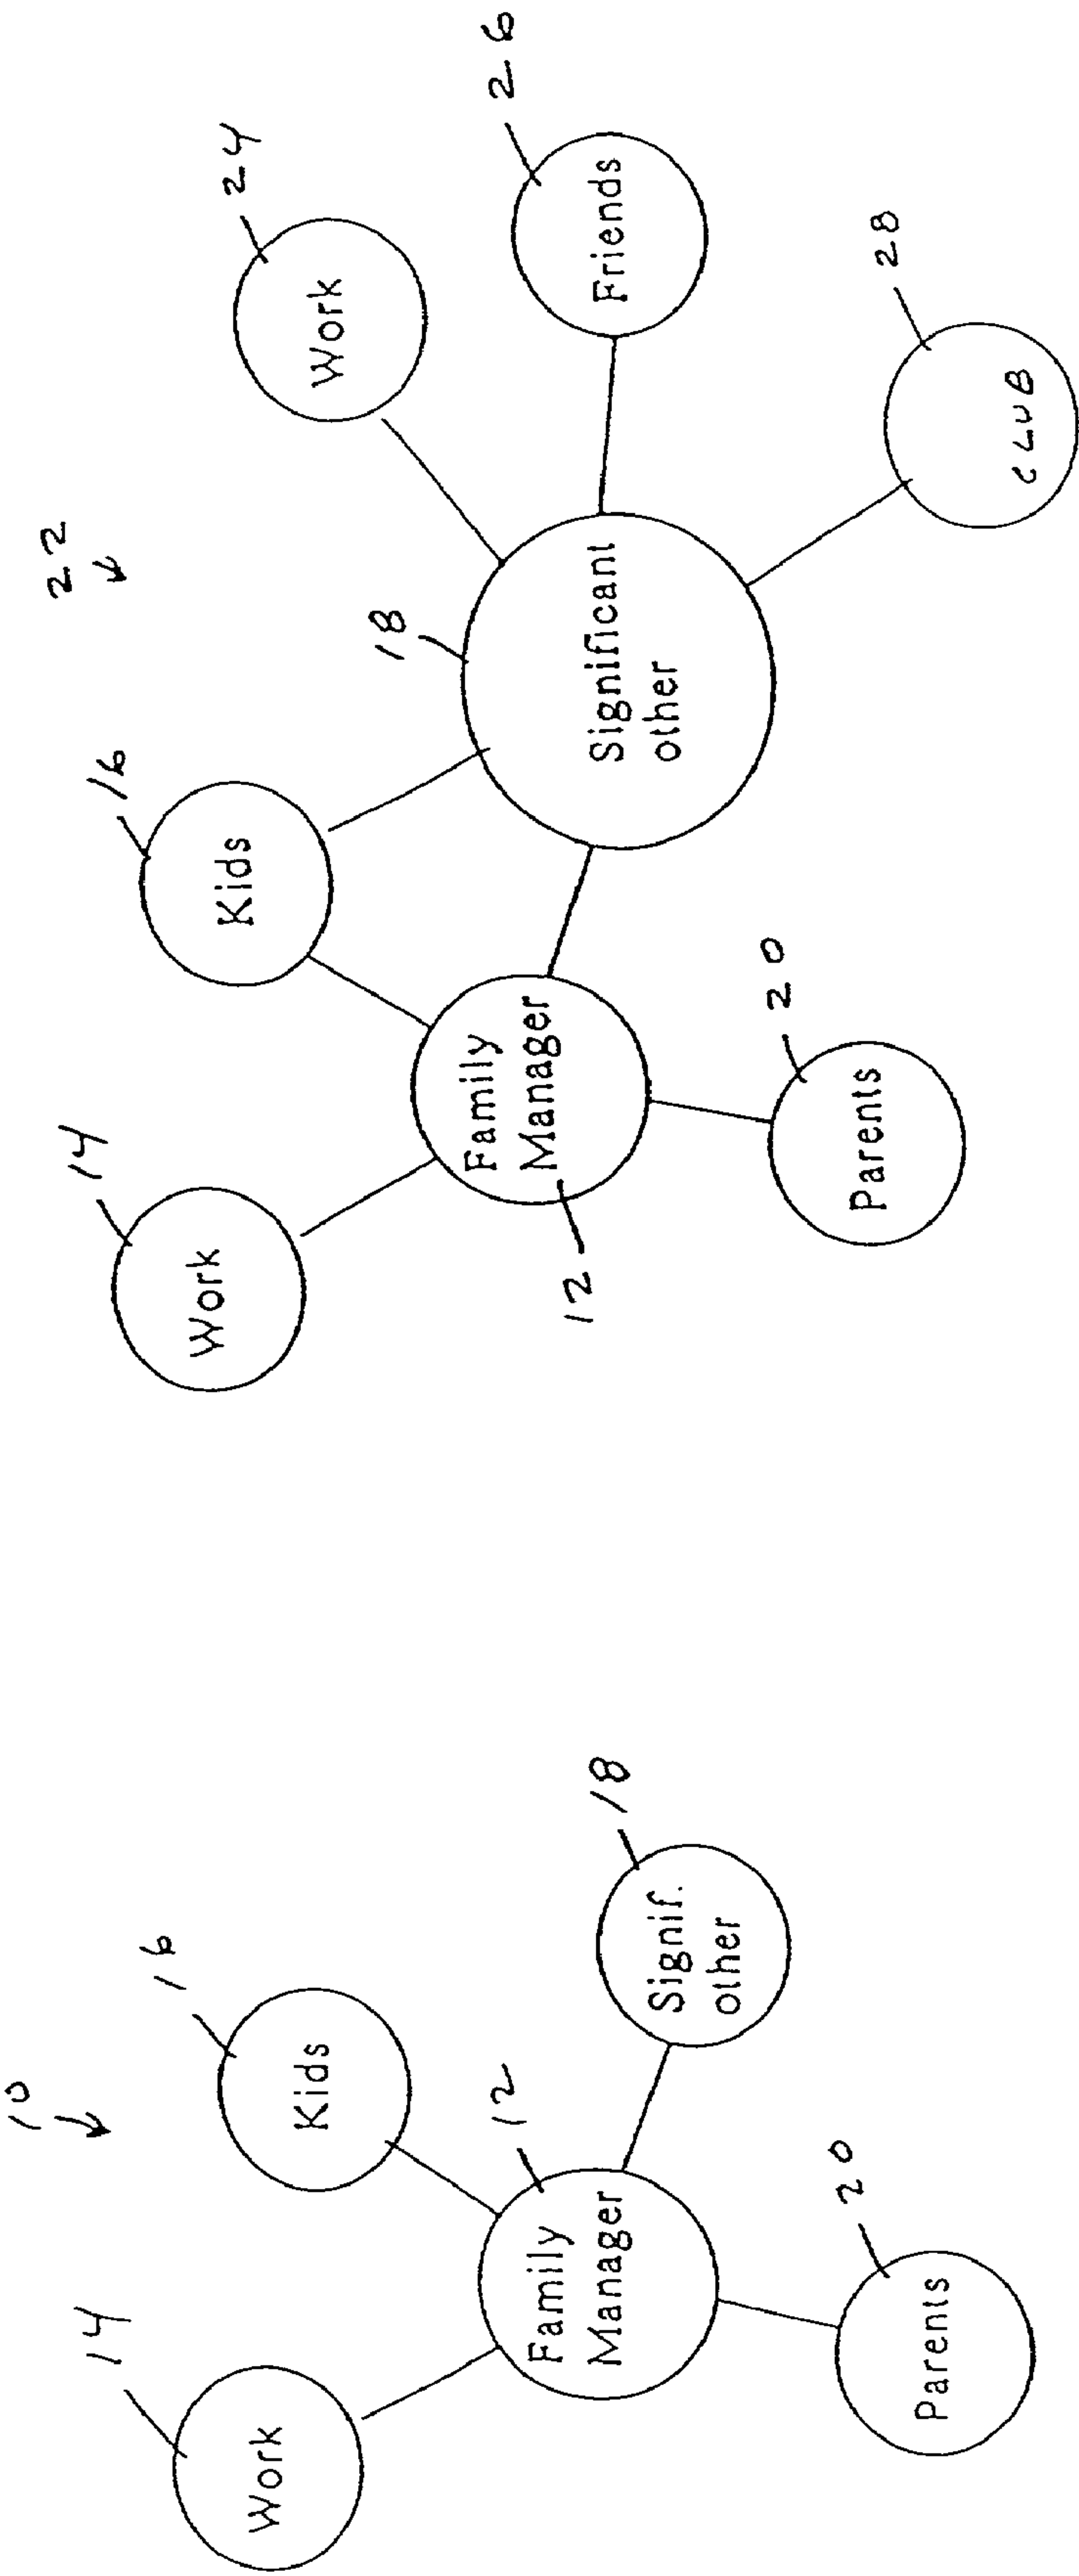 10
14
Work
16
Kids
12
Family
Manager
18
Signif.
other
20
Parents
22
14
Work
16
Kids
12
Family
Manager
20
Parents
18
Significant
other
24
Work
26
Friends
28
CLUB